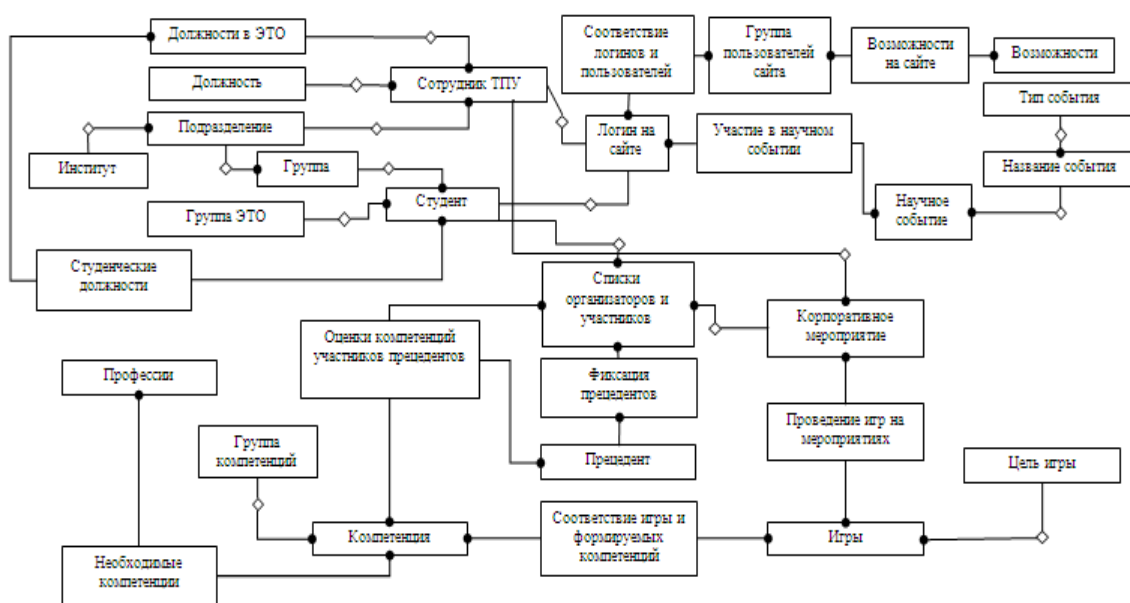 Должности в ЭТО
Соответствие
логинов и
пользователей
Группа
пользователей
сайта
Возможности
на сайте
Возможности
Должность
Сотрудник ТПУ
Тип события
Подразделение
Логин на
сайте
Участие в научном
событии
Институт
Группа
Название события
Группа ЭТО
Студент
Научное
событие
Студенческие
должности
Списки
организаторов и
участников
Корпоративное
мероприятие
Оценки компетенций
участников прецедентов
Профессии
Фиксация
прецедентов
Проведение игр на
мероприятиях
Группа
компетенций
Прецедент
Цель игры
Компетенция
Соответствие игры и
формируемых
компетенций
Игры
Необходимые
компетенции